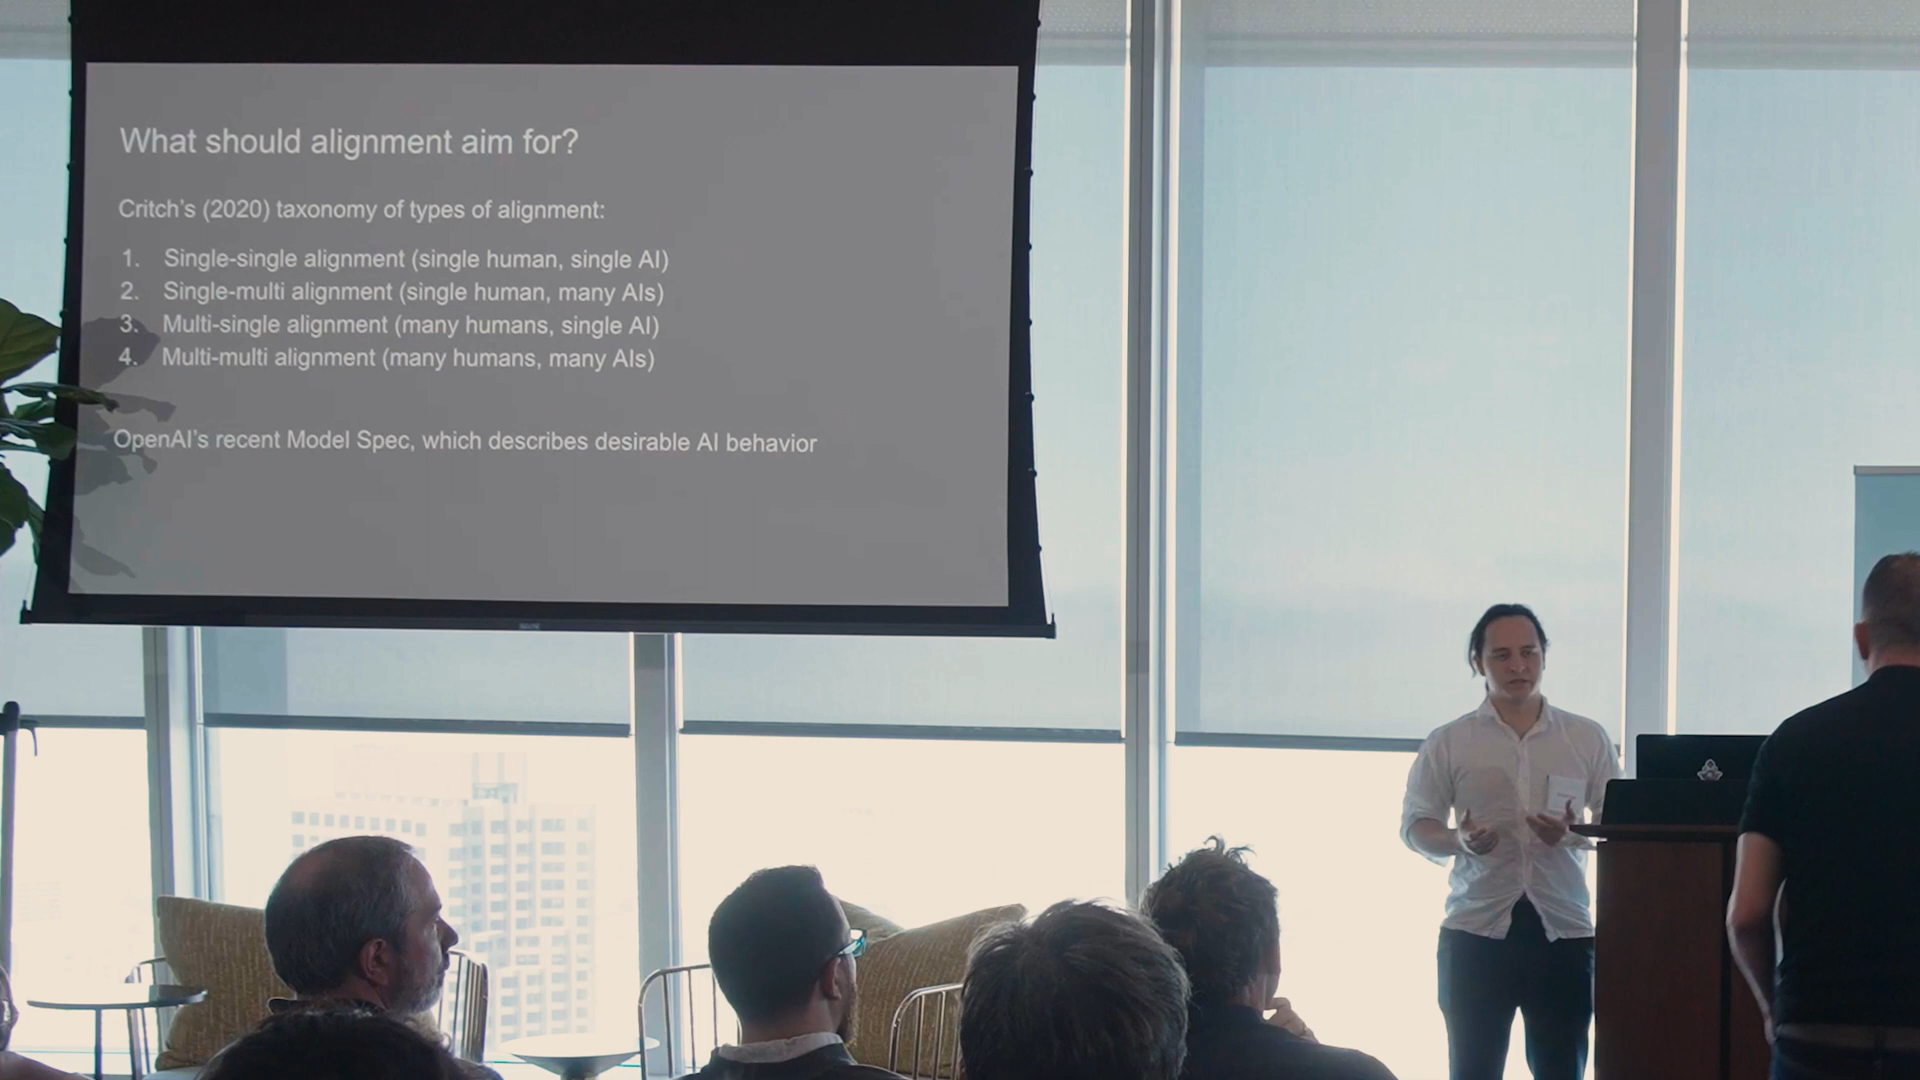 What should alignment aim for?
Critch's (2020) taxonomy of types of alignment:
1. Single-single alignment (single human, single AI)
2. Single-multi alignment (single human, many AIs)
3. Multi-single alignment (many humans, single AI)
4. Multi-multi alignment (many humans, many AIs)
OpenAI's recent Model Spec, which describes desirable AI behavior